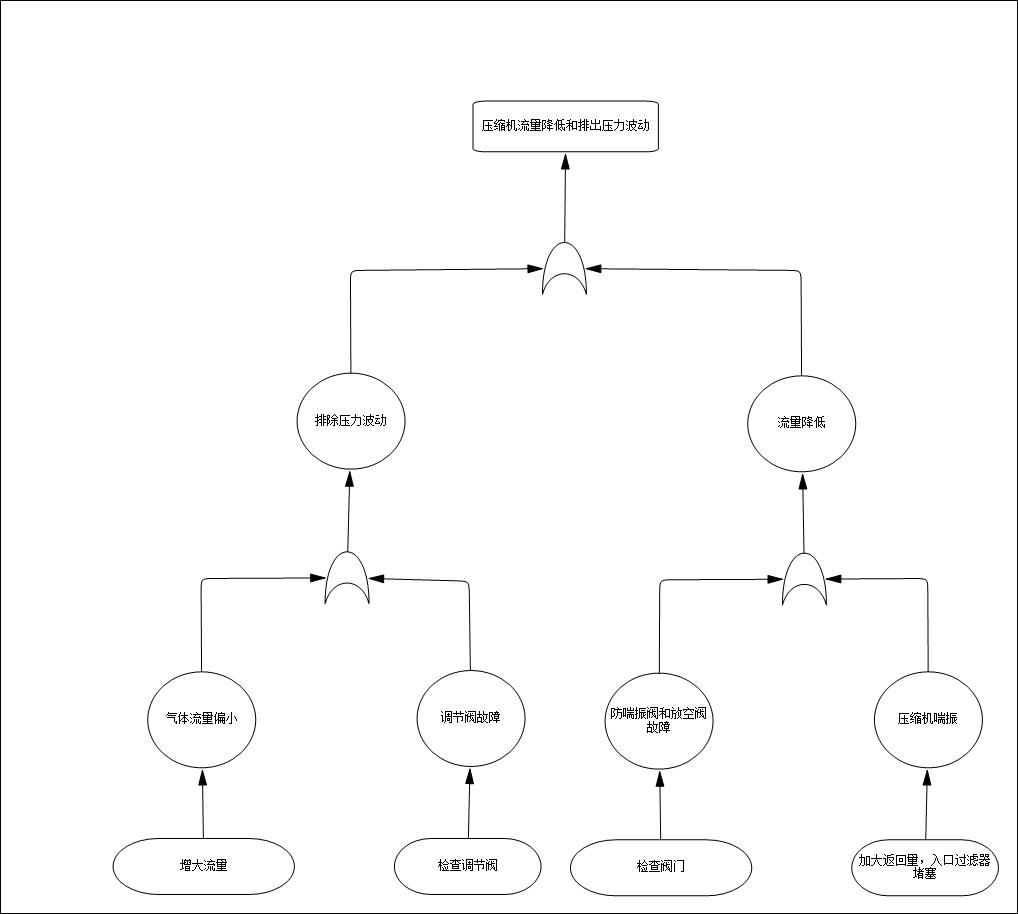 压缩机流量降低和排出压力波动
排除压力波动
流量降低
气体流量偏小
调节阀故障
防喘振阀和放空阀
故障
压缩机喘振
增大流量
检查调节阀
检查阀门
加大返回量，入口过滤器
堵塞